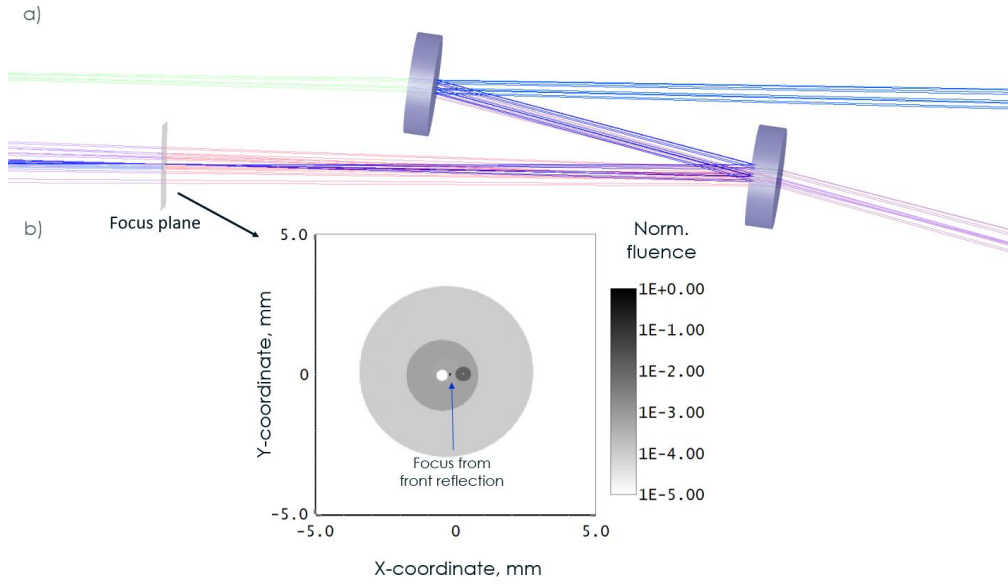 a)
Focus plane
b)
5.0
Norm.
fluence
Y-coordinate, mm
0
-5.0
-5.0
0
5.0
X-coordinate, mm
Focus from
front reflection
1E+0.00
1E-1.00
1E-2.00
1E-3.00
1E-4.00
1E-5.00